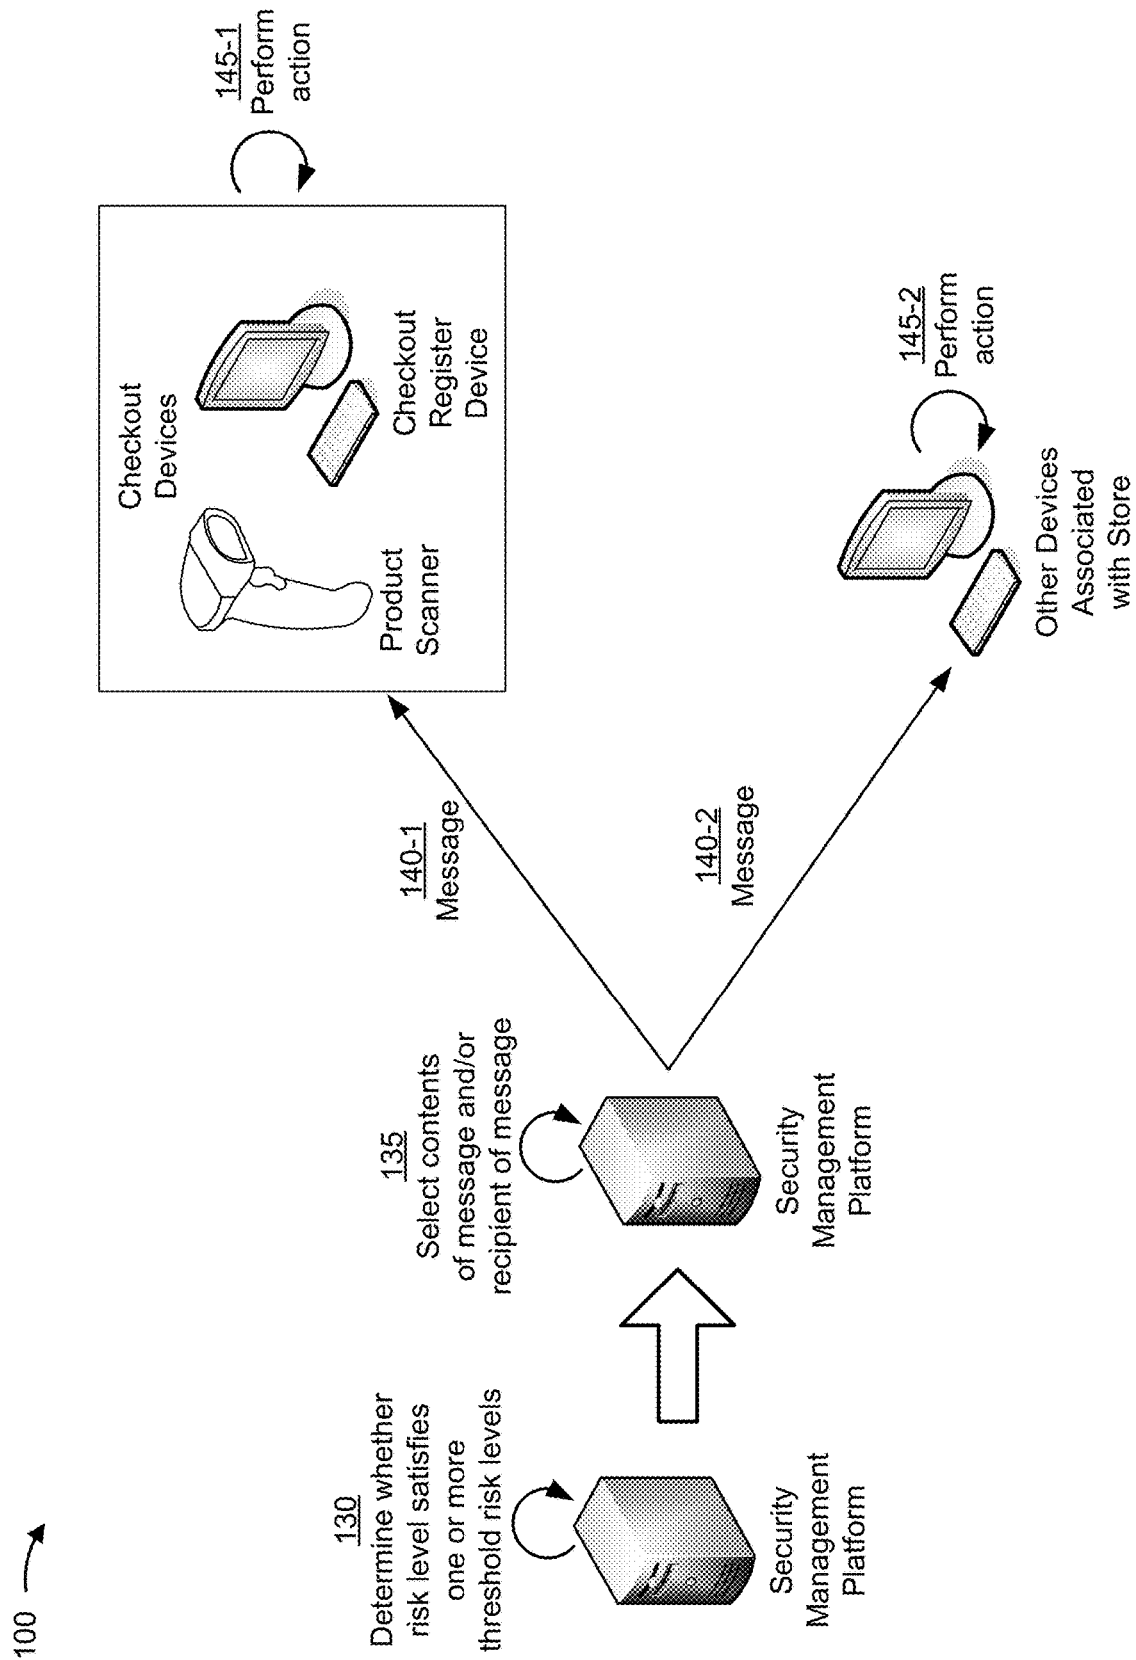 100
130
Determine whether
risk level satisfies
one or more
threshold risk levels
Security
Management
Platform
135
Select contents
of message and/or
recipient of message
Security
Management
Platform
140-1
Message
140-2
Message
Checkout
Devices
Product
Scanner
Checkout
Register
Device
145-1
Perform
action
Other Devices
Associated
with Store
145-2
Perform
action